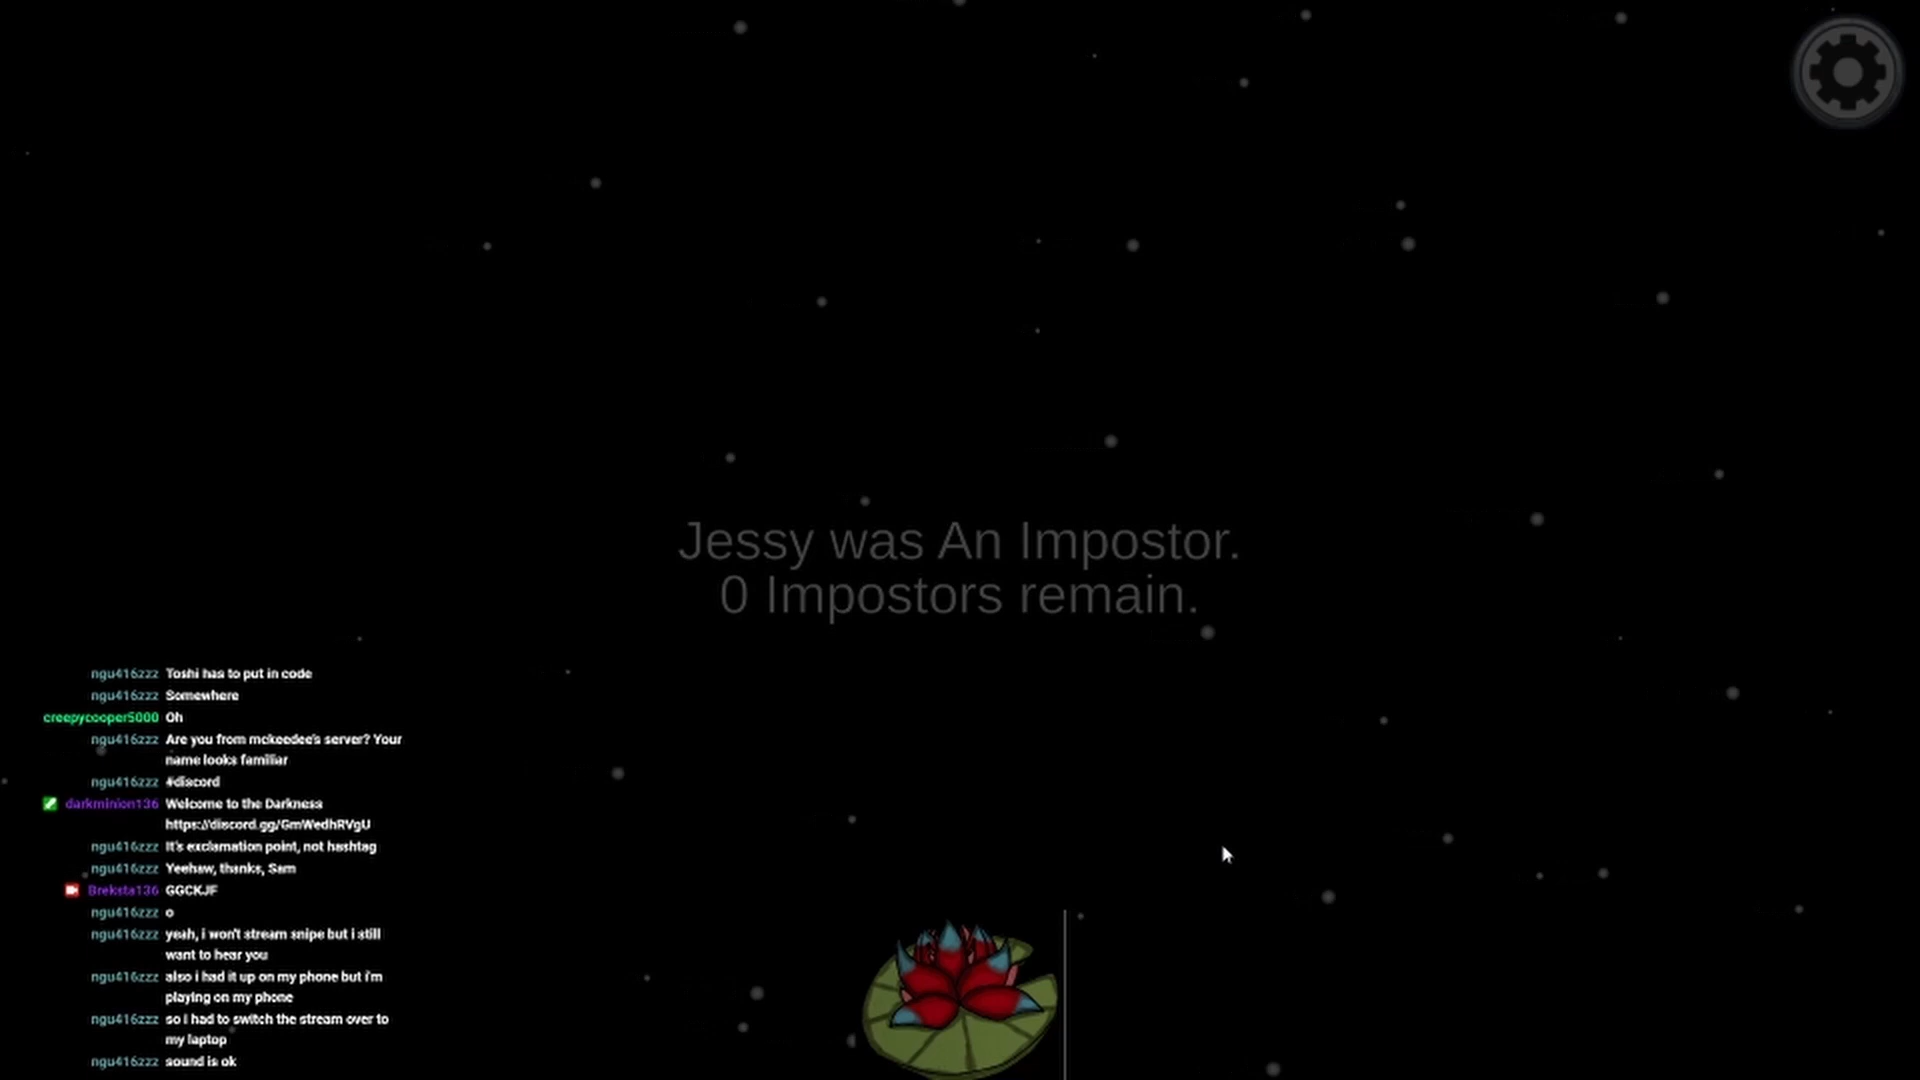 Jessy was An Impostor.
0 Impostors remain.
ngu416zzz Toshi has to put in code
ngu416zzz Somewhere
creepycooper5000 Oh
ngu416zzz Are you from mckeedee's server? Your
name looks familiar
ngu416zzz #discord
darkminion136 Welcome to the Darkness
https://discord.gg/GmWedhRVgU
ngu416zzz It's exclamation point, not hashtag
ngu416zzz Yeehaw, thanks, Sam
Breksta136 GGCKJF
ngu416zzz o
ngu416zzz yeah, i won't stream snipe but i still
want to hear you
ngu416zzz also i had it up on my phone but i'm
playing on my phone
ngu416zzz so i had to switch the stream over to
my laptop
ngu416zzz sound is ok